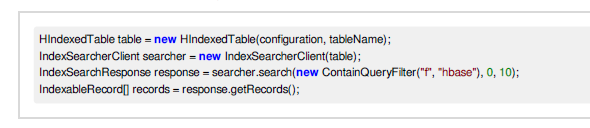 HIndexedTable table = new HIndexedTable(configuration, tableName);
IndexSearcherClient searcher = new IndexSearcherClient(table);
IndexSearchResponse response = searcher.search(new ContainQueryFilter("f", "hbase"), 0, 10);
IndexableRecord[] records = response.getRecords();